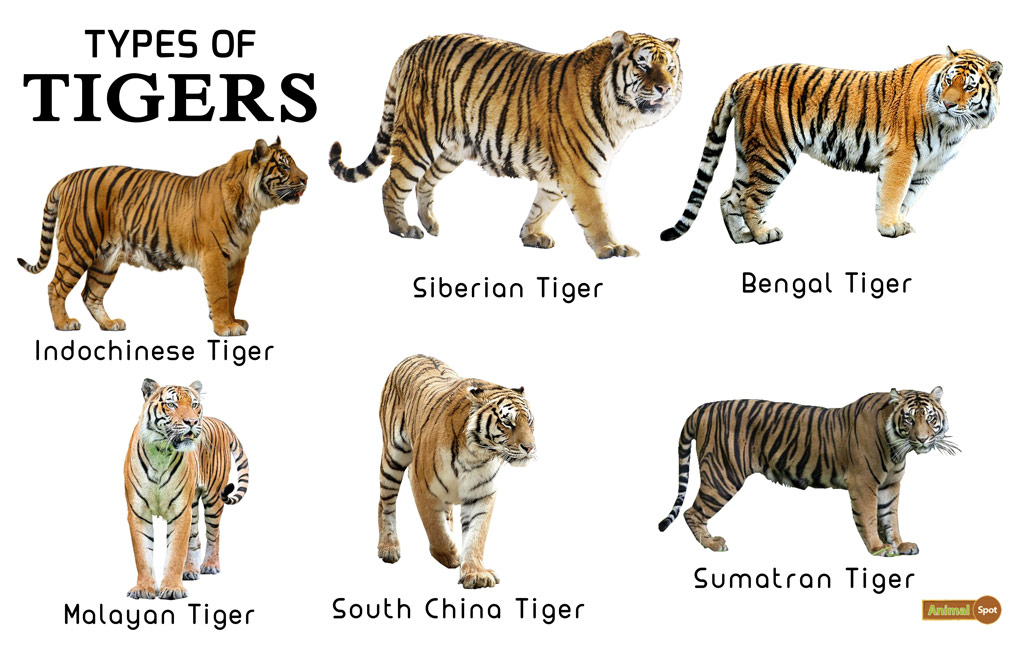 TYPES OF
TIGERS
Siberian Tiger
Bengal Tiger
Indochinese Tiger
Malayan Tiger
South China Tiger
Sumatran Tiger
Animal Spot